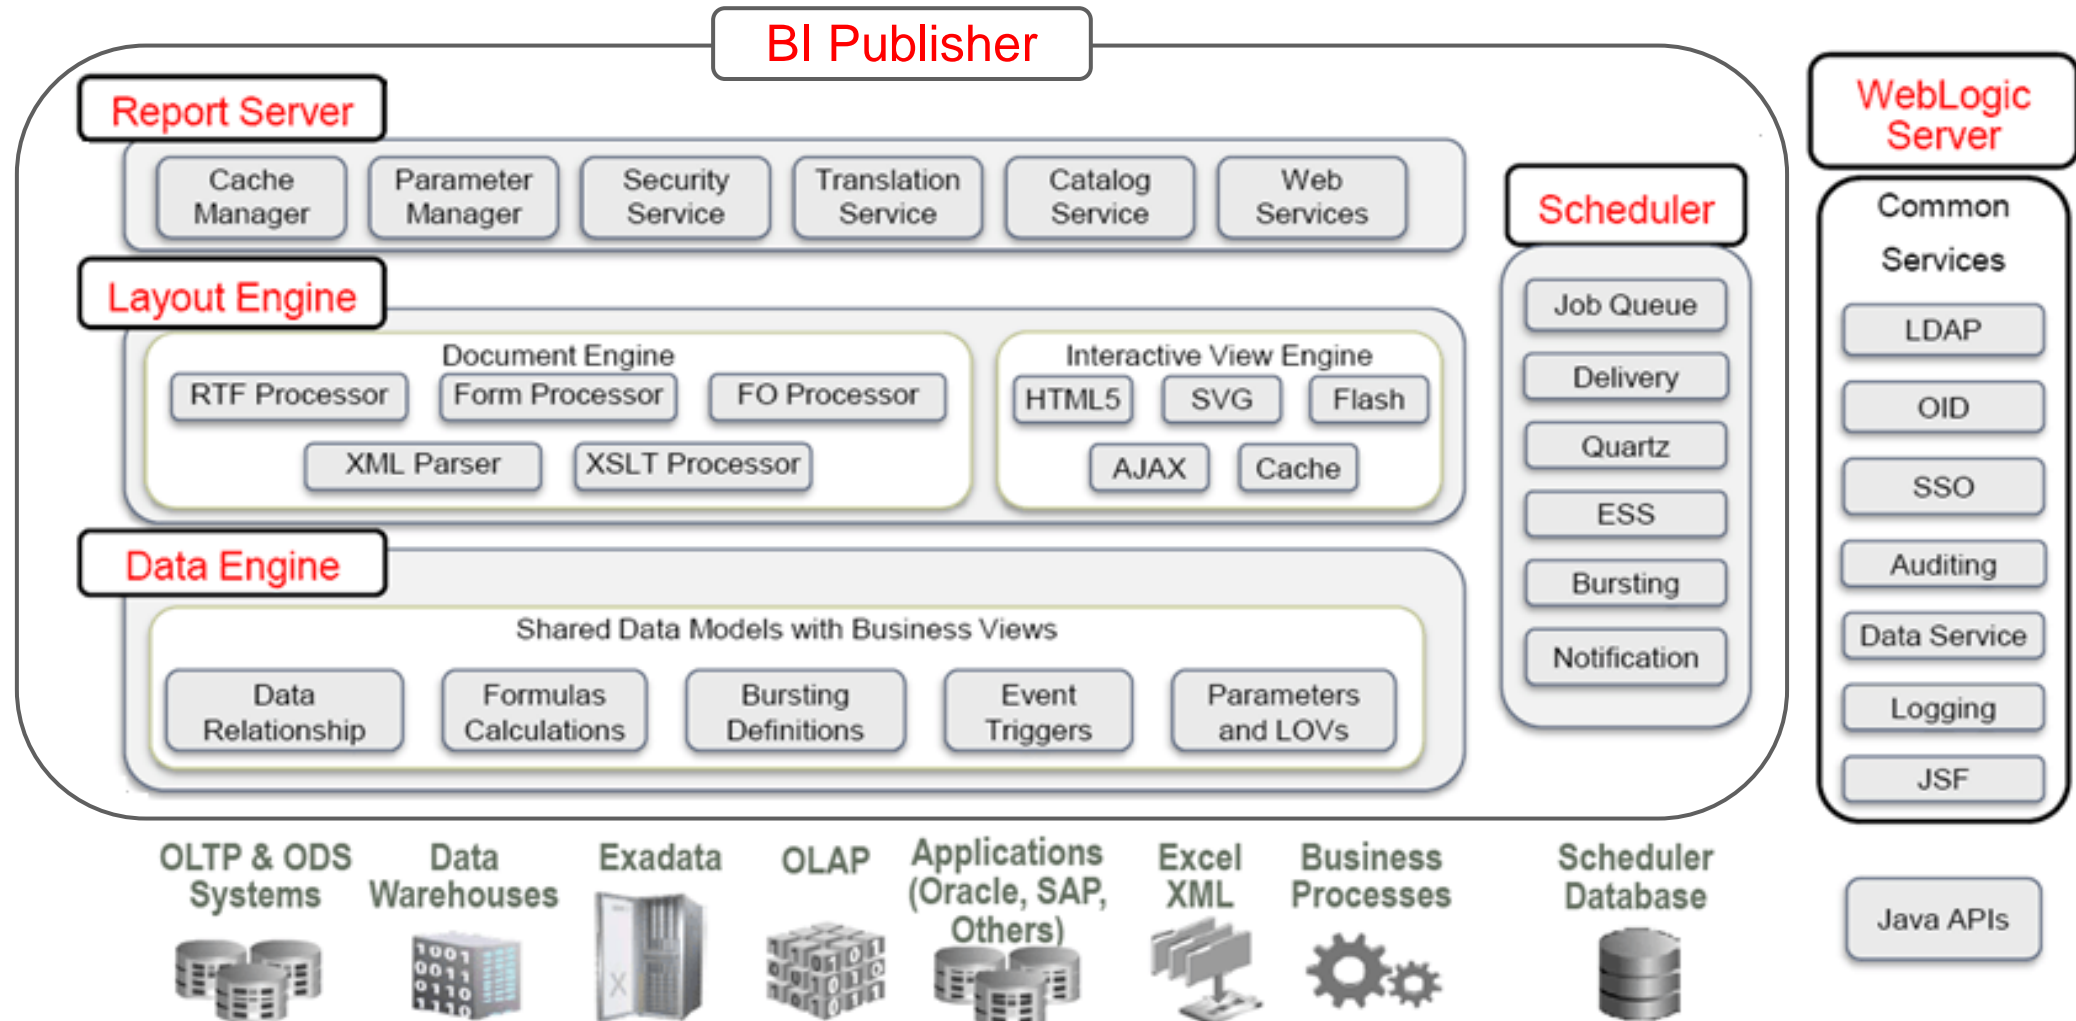 BI Publisher
Report Server
Cache
Manager
Parameter
Manager
Security
Service
Translation
Service
Catalog
Service
Web
Services
Layout Engine
Document Engine
RTF Processor
Form Processor
FO Processor
XML Parser
XSLT Processor
Interactive View Engine
HTML5
SVG
Flash
AJAX
Cache
Data Engine
Shared Data Models with Business Views
Data
Relationship
Formulas
Calculations
Bursting
Definitions
Event
Triggers
Parameters
and LOVs
Scheduler
Job Queue
Delivery
Quartz
ESS
Bursting
Notification
WebLogic
Server
Common
Services
LDAP
OID
SSO
Auditing
Data Service
Logging
JSF
Java APIs
OLTP & ODS
Systems
Data
Warehouses
1001
0011
0110
1110
Exadata
X
OLAP
Applications
(Oracle, SAP,
Others)
Excel
XML
Business
Processes
Scheduler
Database